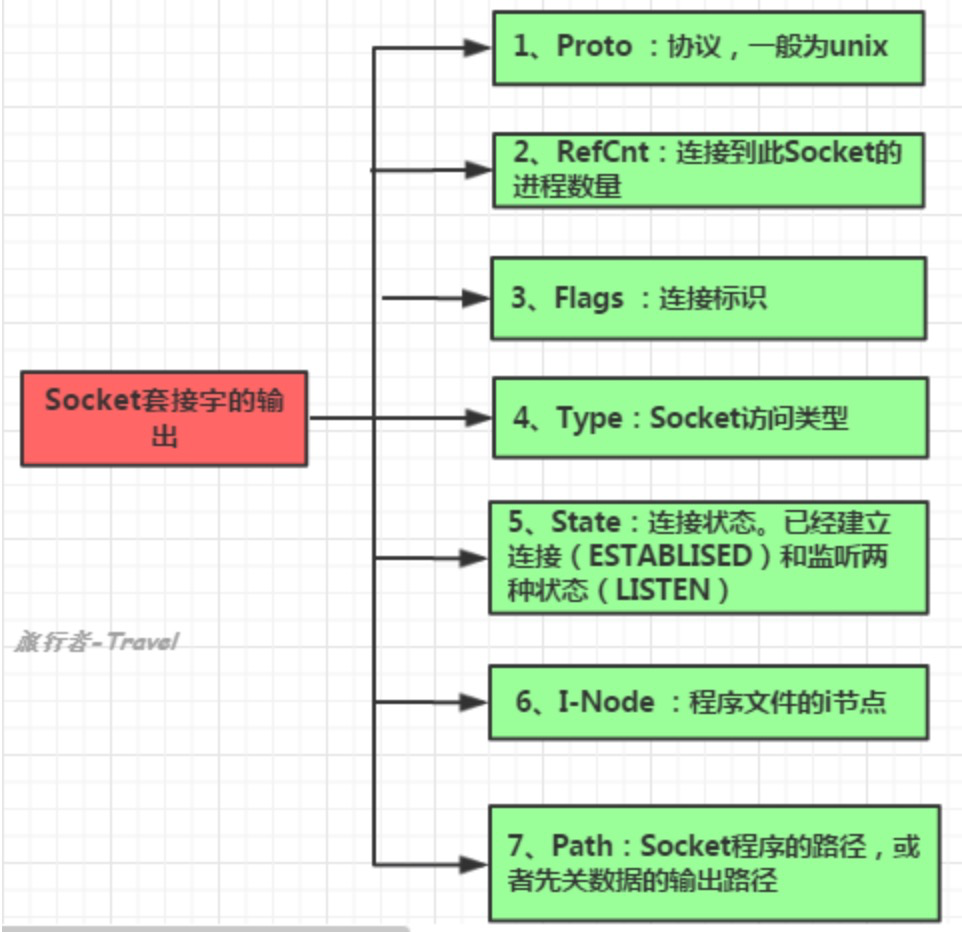 1、Proto ：协议，一般为unix
2、RefCnt：连接到此Socket的
进程数量
3、Flags ：连接标识
Socket套接字的输
出
4、Type：Socket访问类型
5、State：连接状态。已经建立
连接（ESTABLISED）和监听两
种状态（LISTEN）
旅行者-Travel
6、I-Node ：程序文件的i节点
7、Path：Socket程序的路径，或
者先关数据的输出路径